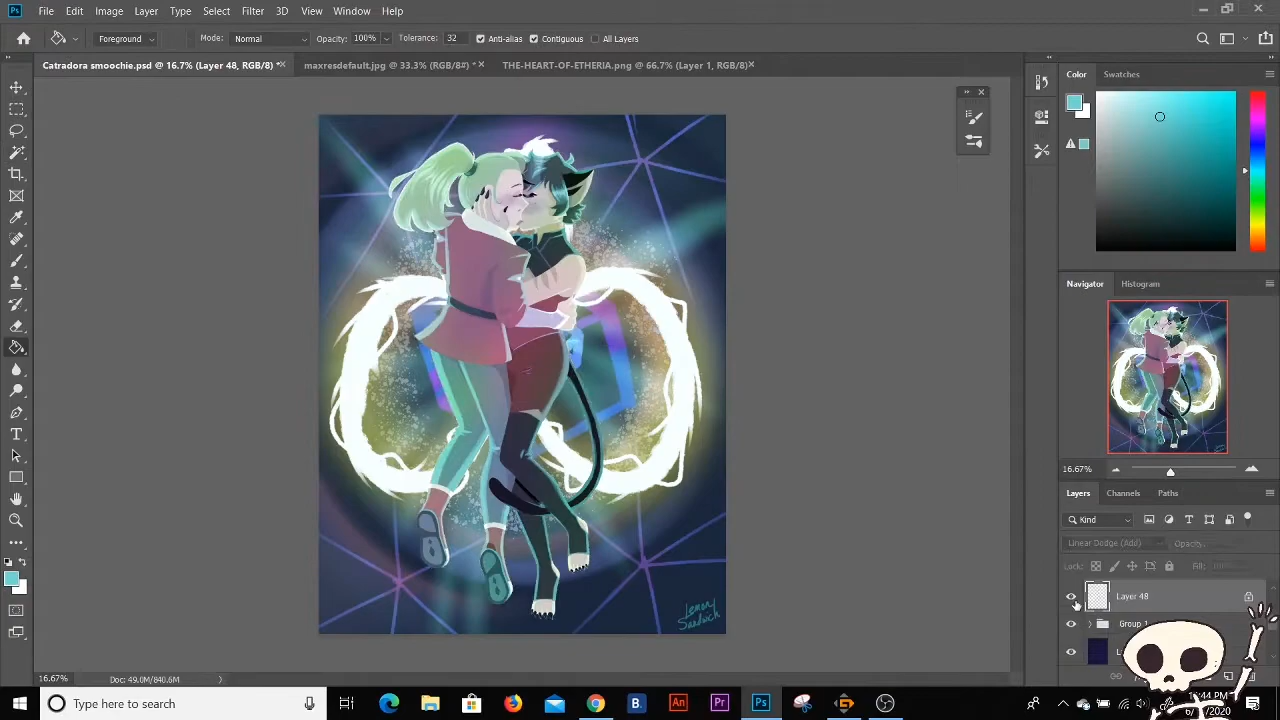 Ps File Edit Image Layer Type Select Filter 3D View Window Help
Foreground Mode: Normal Opacity: 100% Tolerance: 32 Anti-alias Contiguous All Layers
Catradora smoochie.psd @ 16.7% (Layer 48, RGB/8) * maxresdefault.jpg @ 33.3% (RGB/8#) * THE-HEART-OF-ETHERIA.png @ 66.7% (Layer 1, RGB/8)
Color Swatches
Navigator Histogram
16.67%
Layers Channels Paths
Kind
Linear Dodge (Add) Opacity:
Lock: Fill:
Layer 48
Group 1
Lemon
Sandwich
16.67% Doc: 49.0M/840.6M
Type here to search B. An Pr Ps